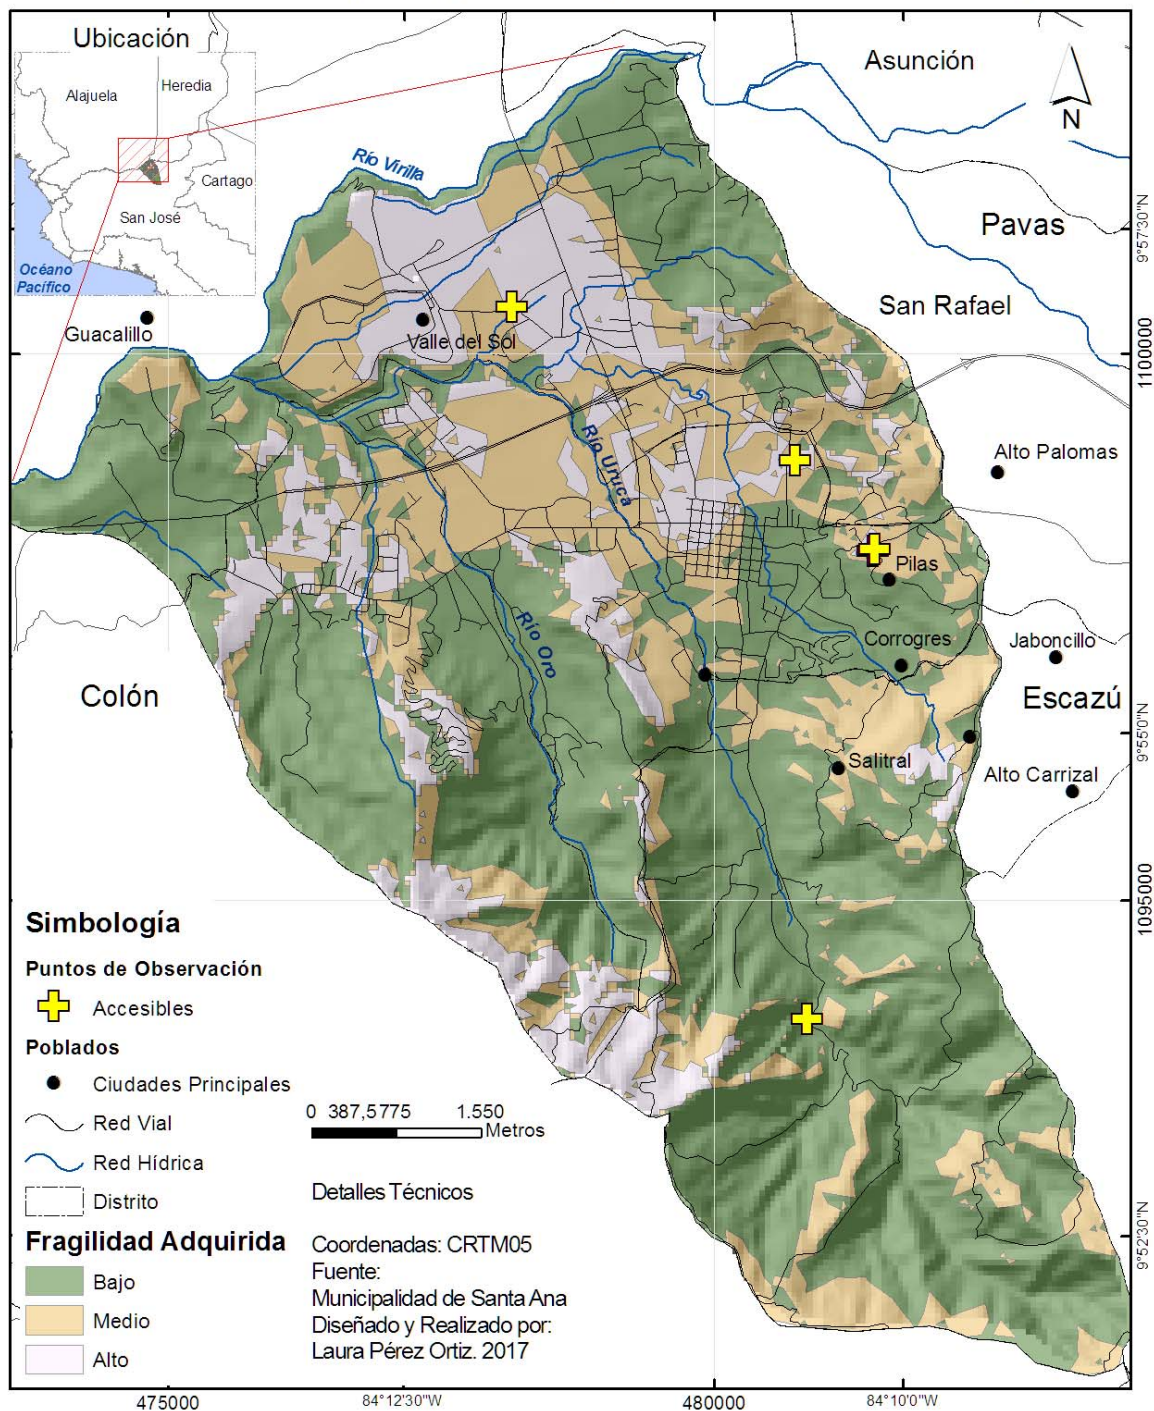 Ubicación
Alajuela
Heredia
Cartago
San José
Océano
Pacífico
Asunción
N
Río Virilla
Pavas
9°57'30"N
San Rafael
Guacalillo
Valle del Sol
1100000
Río Uruca
Alto Palomas
Pilas
Río Oro
Corrogres
Jaboncillo
Colón
Escazú
9°55'0"N
Salitral
Alto Carrizal
1095000
Simbología
Puntos de Observación
Accesibles
Poblados
Ciudades Principales
Red Vial
Red Hídrica
Distrito
Fragilidad Adquirida
Bajo
Medio
Alto
0 387,5 775 1.550
Metros
Detalles Técnicos
Coordenadas: CRTM05
Fuente:
Municipalidad de Santa Ana
Diseñado y Realizado por:
Laura Pérez Ortiz. 2017
9°52'30"N
475000
84°12'30"W
480000
84°10'0"W